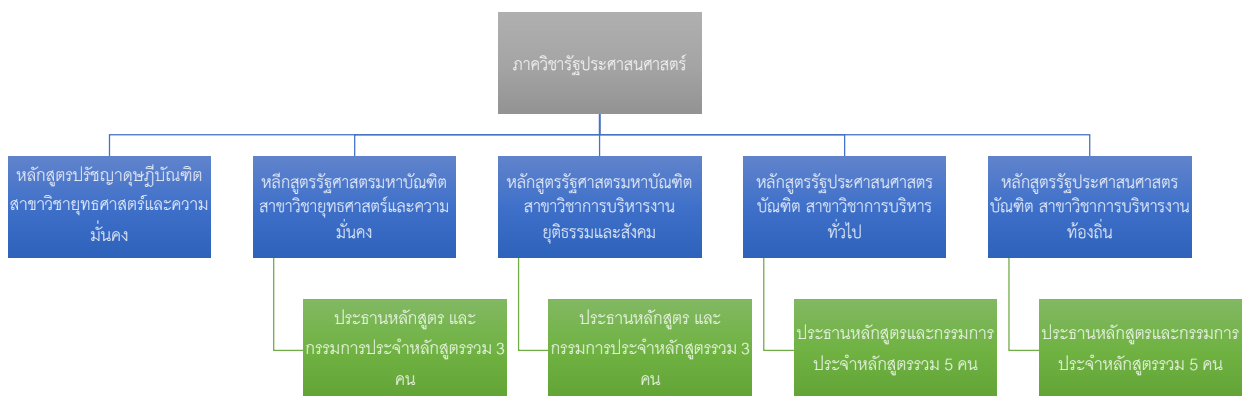 ภาควิชารัฐประศาสนศาสตร์
หลักสูตรปรัชญาดุษฎีบัณฑิต
สาขาวิชายุทธศาสตร์และความ
มั่นคง
หลีกสูตรรัฐศาสตรมหาบัณฑิต
สาขาวิชายุทธศาสตร์และความ
มั่นคง
หลักสูตรรัฐศาสตรมหาบัณฑิต
สาขาวิชาการบริหารงาน
ยุติธรรมและสังคม
หลักสูตรรัฐประศาสนศาสตร
บัณฑิต สาขาวิชาการบริหาร
ทั่วไป
หลักสูตรรัฐประศาสนศาสตร
บัณฑิต สาขาวิชาการบริหารงาน
ท้องถิ่น
ประธานหลักสูตร และ
กรรมการประจำหลักสูตรรวม 3
คน
ประธานหลักสูตร และ
กรรมการประจำหลักสูตรรวม 3
คน
ประธานหลักสูตรและกรรมการ
ประจำหลักสูตรรวม 5 คน
ประธานหลักสูตรและกรรมการ
ประจำหลักสูตรรวม 5 คน